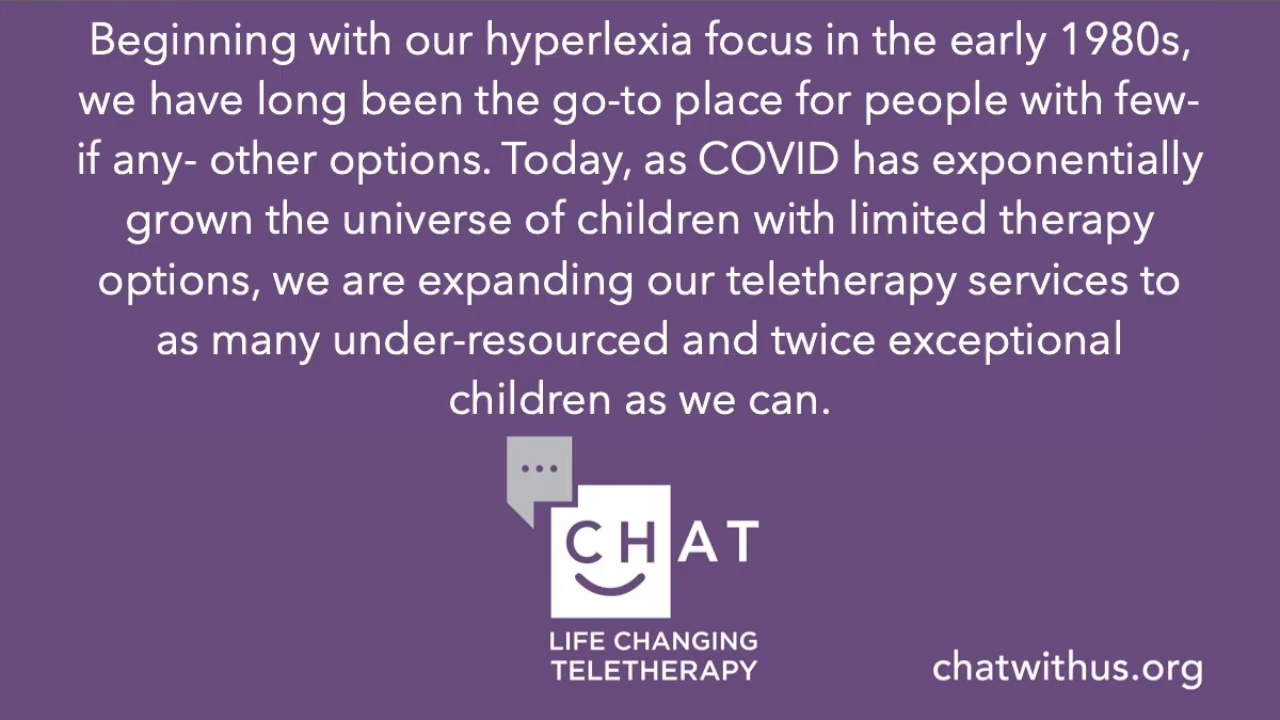 Beginning with our hyperlexia focus in the early 1980s,
we have long been the go-to place for people with few-
if any- other options. Today, as COVID has exponentially
grown the universe of children with limited therapy
options, we are expanding our teletherapy services to
as many under-resourced and twice exceptional
children as we can.
CHAT
LIFE CHANGING
TELETHERAPY
chatwithus.org